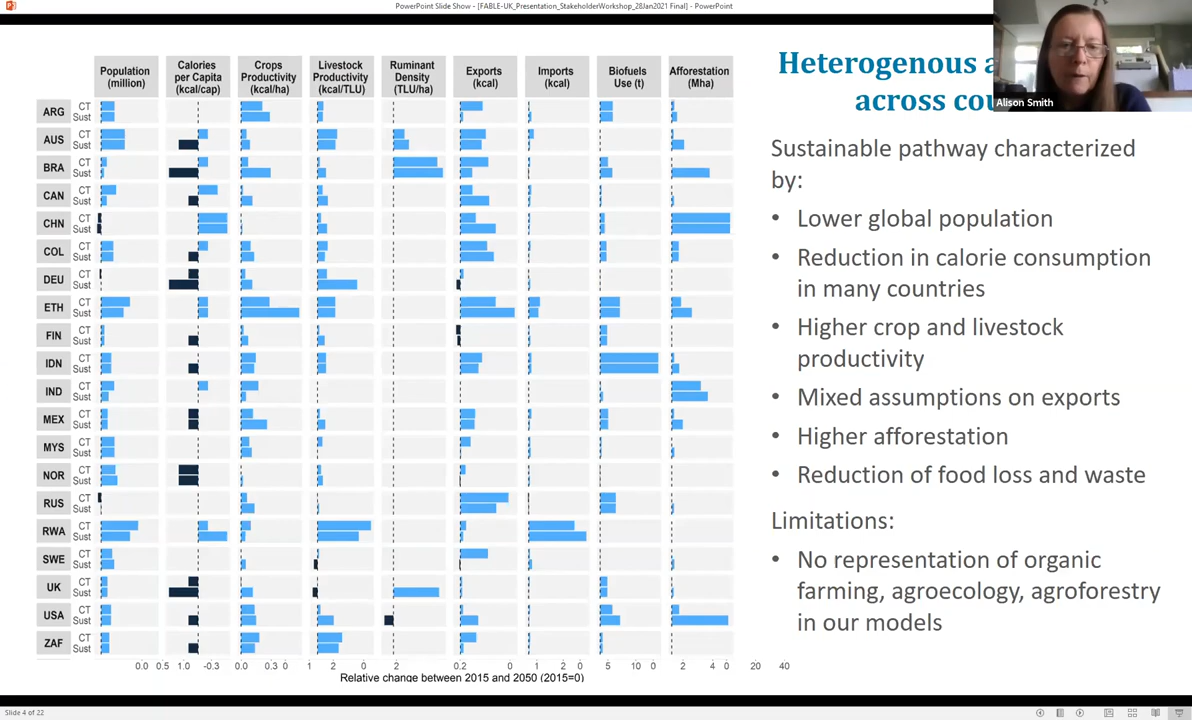 PowerPoint Slide Show - [FABLE-UK_Presentation_StakeholderWorkshop_28Jan2021 Final] - PowerPoint
Population (million)
Calories per Capita (kcal/cap)
Crops Productivity (kcal/ha)
Livestock Productivity (kcal/TLU)
Ruminant Density (TLU/ha)
Exports (kcal)
Imports (kcal)
Biofuels Use (t)
Afforestation (Mha)
ARG CT
Sust
AUS CT
Sust
BRA CT
Sust
CAN CT
Sust
CHN CT
Sust
COL CT
Sust
DEU CT
Sust
ETH CT
Sust
FIN CT
Sust
IDN CT
Sust
IND CT
Sust
MEX CT
Sust
MYS CT
Sust
NOR CT
Sust
RUS CT
Sust
RWA CT
Sust
SWE CT
Sust
UK CT
Sust
USA CT
Sust
ZAF CT
Sust
0.0 0.5 1.0 -0.3 0.0 0.3 0 1 2 0 2 0.2 0 1 2 0 5 10 0 2 4 0 20 40
Relative change between 2015 and 2050 (2015=0)
Heterogenous
across
Alison Smith
Sustainable pathway characterized
by:
• Lower global population
• Reduction in calorie consumption
in many countries
• Higher crop and livestock
productivity
• Mixed assumptions on exports
• Higher afforestation
• Reduction of food loss and waste
Limitations:
• No representation of organic
farming, agroecology, agroforestry
in our models
Slide 4 of 22